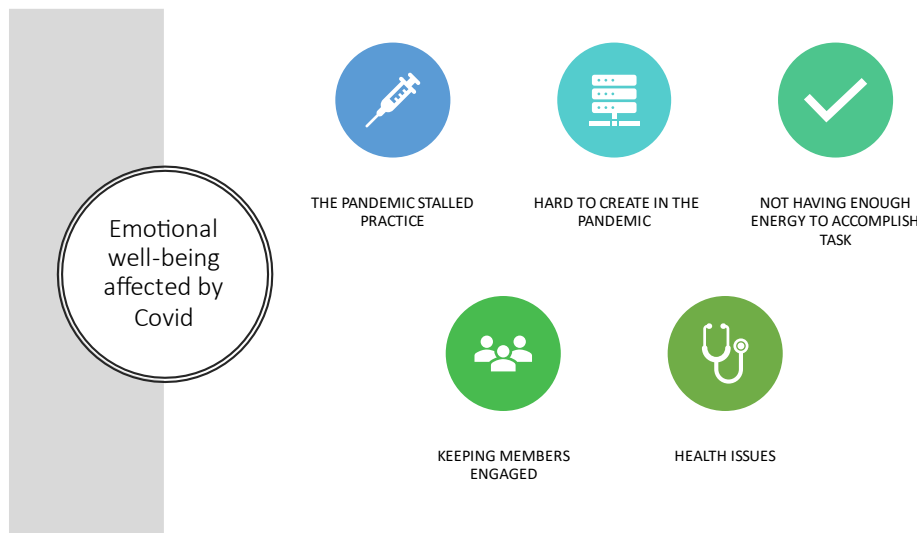 Emotional
well-being
affected by
Covid
THE PANDEMIC STALLED
PRACTICE
HARD TO CREATE IN THE
PANDEMIC
NOT HAVING ENOUGH
ENERGY TO ACCOMPLISH
TASK
KEEPING MEMBERS
ENGAGED
HEALTH ISSUES